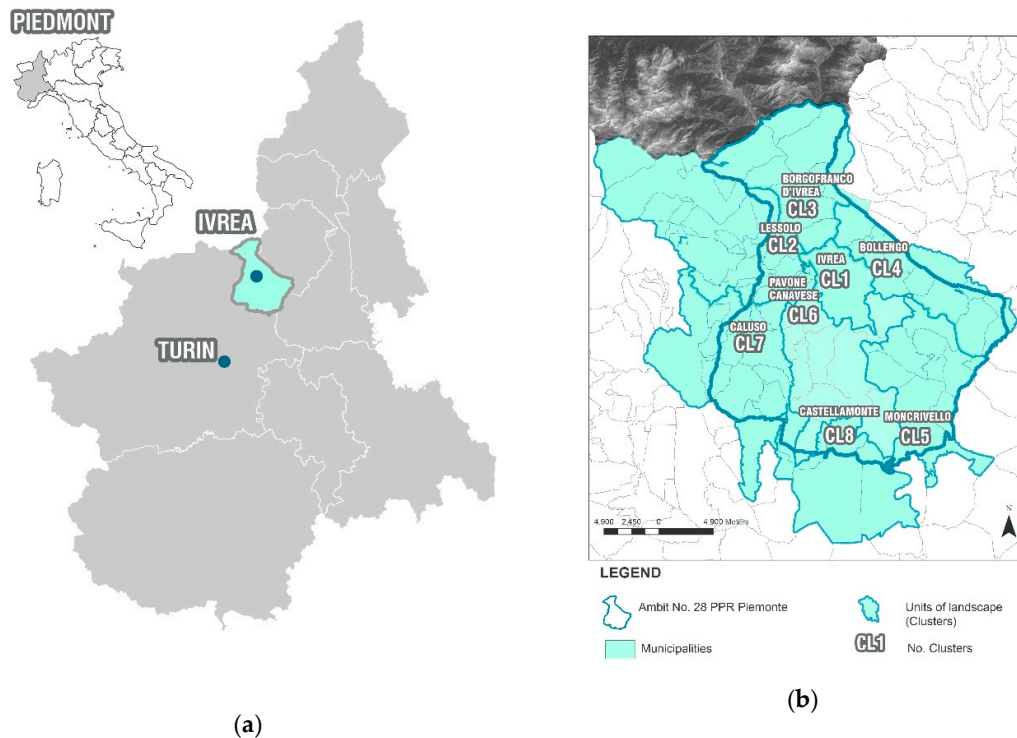 PIEDMONT
IVREA
TURIN
(a)
BORGOFRANCO
D'IVREA
CL3
LESSOLO
CL2
IVREA
CL1
BOLLENGO
CL4
PAVONE
CANAVESE
CL6
CALUSO
CL7
CASTELLAMONTE
CL8
MONCRIVELLO
CL5
4.900 2,450 0 4,900 Meters
N
LEGEND
Ambit No. 28 PPR Piemonte
Units of landscape
(Clusters)
Municipalities
CL1
No. Clusters
(b)